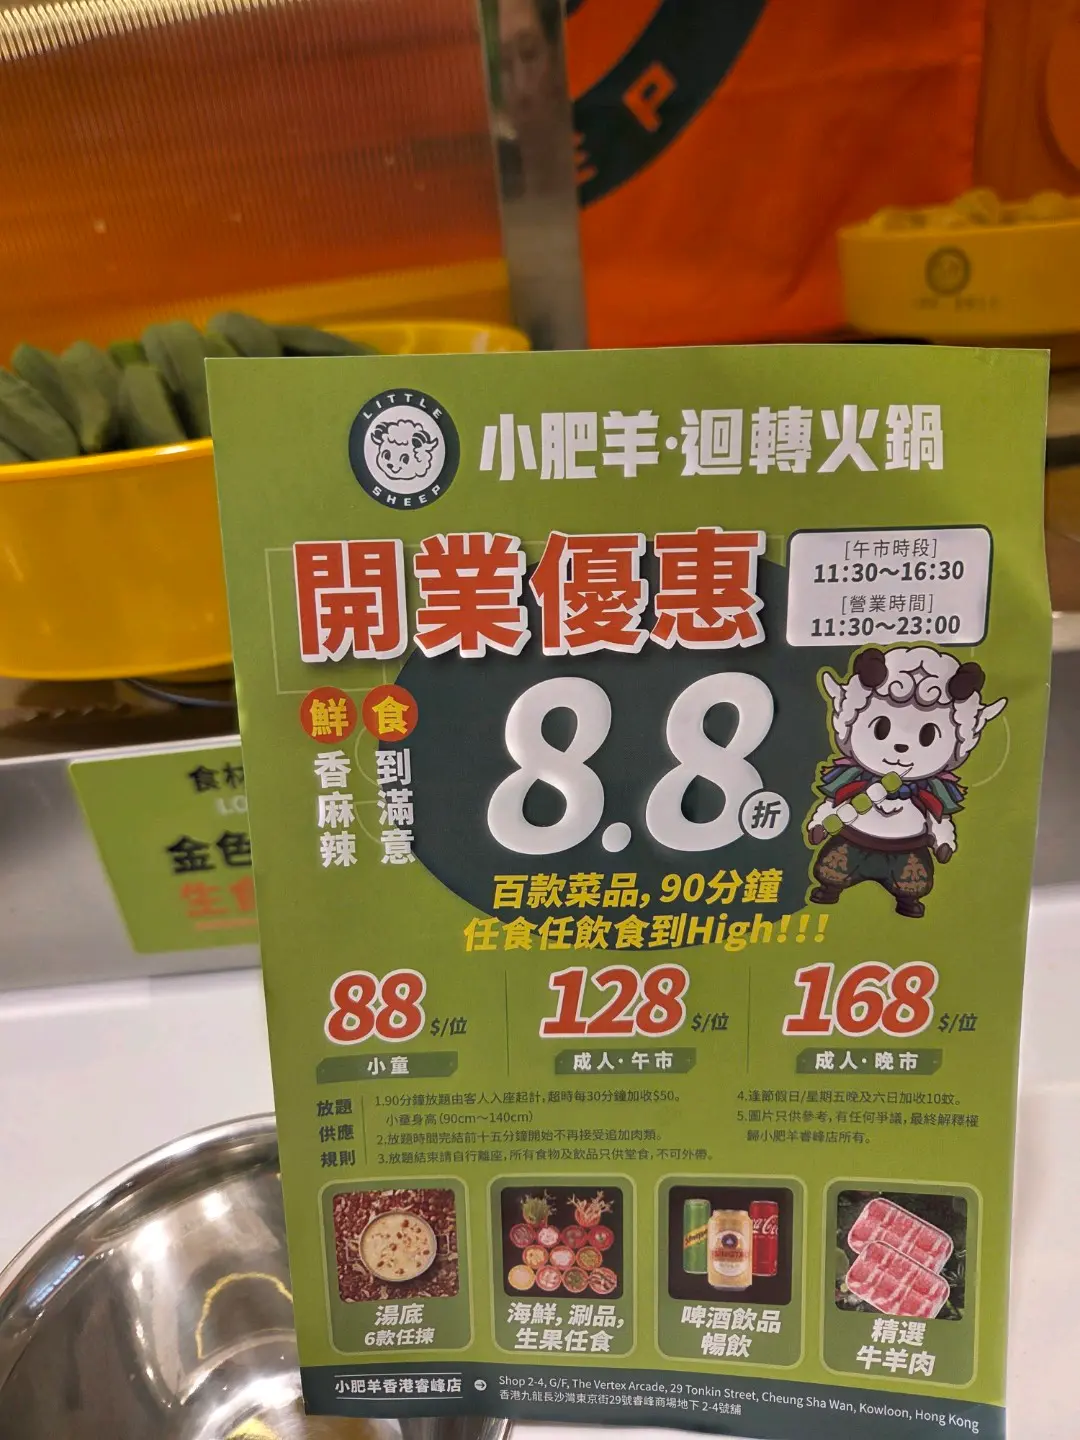 E P
LITTLE
SHEEP
小肥羊·迴轉火鍋
開業優惠
[午市時段]
11:30～16:30
[營業時間]
11:30～23:00
鮮香麻辣
食到滿意
8.8折
百款菜品, 90分鐘
任食任飲食到High!!!
88 $/位
小童
128 $/位
成人·午市
168 $/位
成人·晚市
放題
供應
規則
1.90分鐘放題由客人入座起計,超時每30分鐘加收$50。
小童身高(90cm～140cm)
2.放題時間完結前十五分鐘開始不再接受追加肉類。
3.放題結束請自行離座,所有食物及飲品只供堂食,不可外帶。
4.逢節假日/星期五晚及六日加收10蚊。
5.圖片只供參考,有任何爭議,最終解釋權
歸小肥羊睿峰店所有。
湯底
6款任揀
海鮮, 涮品,
生果任食
啤酒飲品
暢飲
精選
牛羊肉
小肥羊香港睿峰店
Shop 2-4, G/F, The Vertex Arcade, 29 Tonkin Street, Cheung Sha Wan, Kowloon, Hong Kong
香港九龍長沙灣東京街29號睿峰商場地下 2-4號舖
食材
LO
金色
生